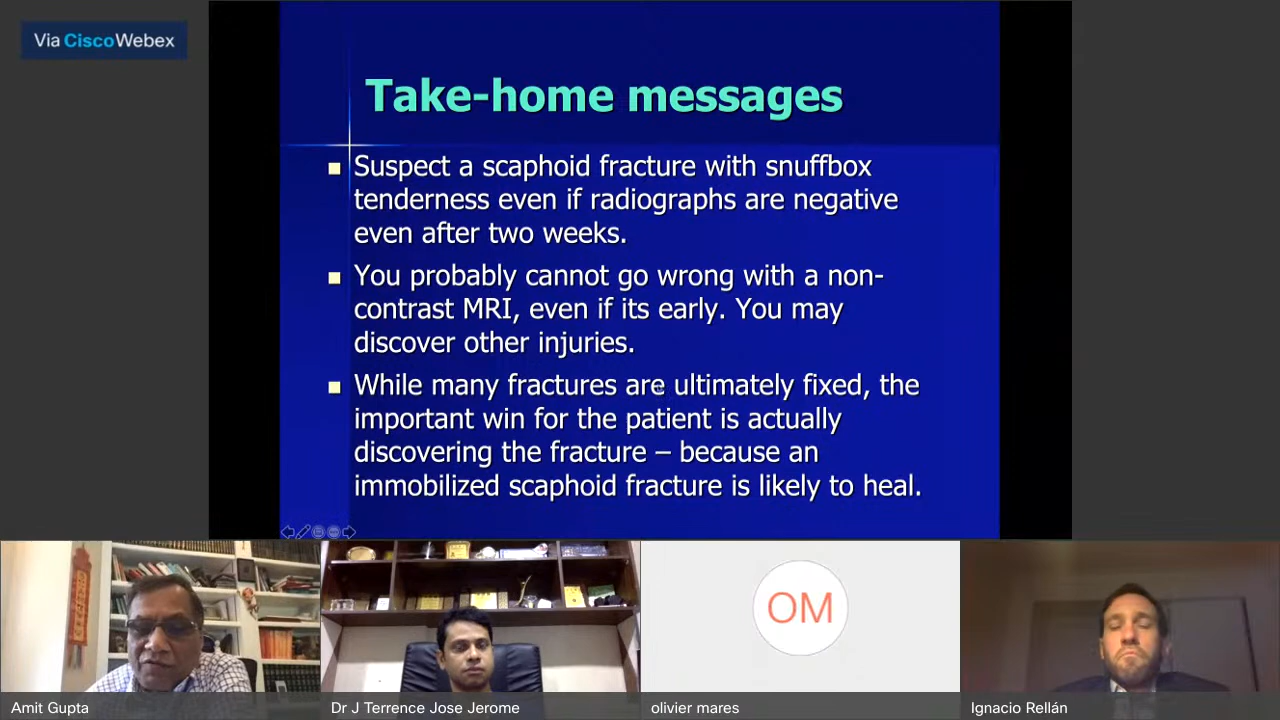 Via CiscoWebex
Take-home messages
Suspect a scaphoid fracture with snuffbox
tenderness even if radiographs are negative
even after two weeks.
You probably cannot go wrong with a non-
contrast MRI, even if its early. You may
discover other injuries.
While many fractures are ultimately fixed, the
important win for the patient is actually
discovering the fracture – because an
immobilized scaphoid fracture is likely to heal.
OM
Amit Gupta
Dr J Terrence Jose Jerome
olivier mares
Ignacio Rellán